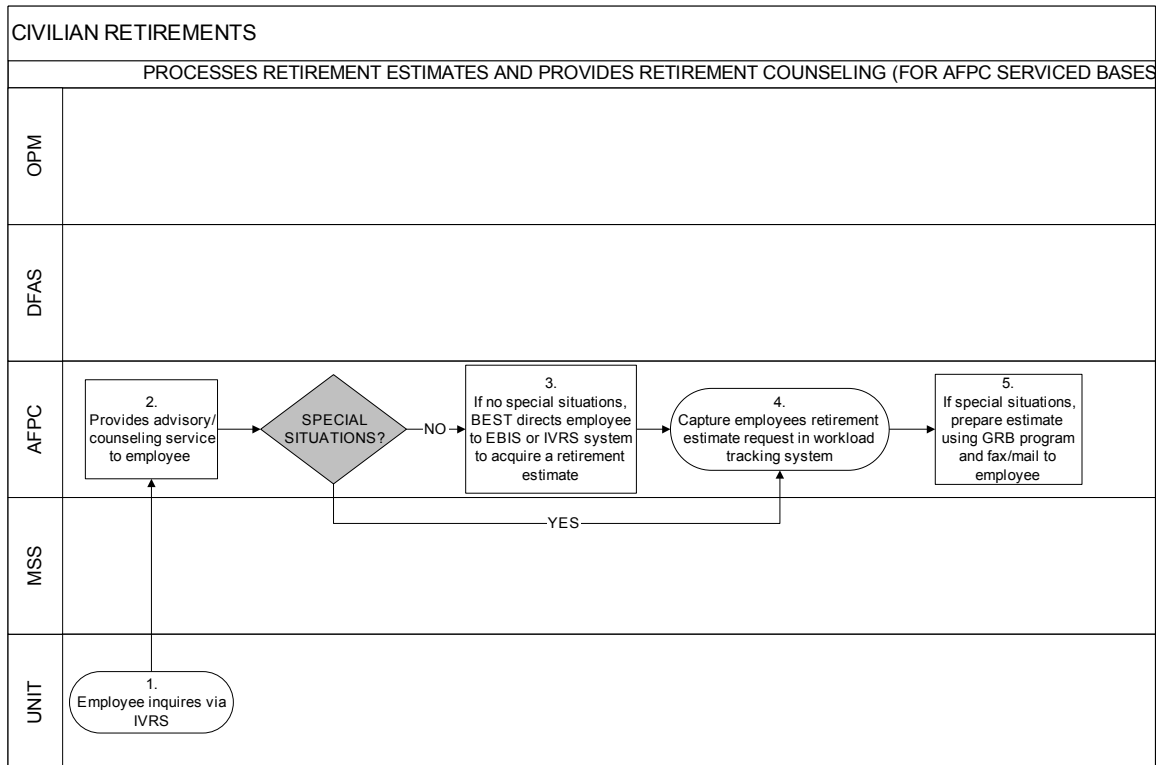 CIVILIAN RETIREMENTS
PROCESSES RETIREMENT ESTIMATES AND PROVIDES RETIREMENT COUNSELING (FOR AFPC SERVICED BASES
OPM
DFAS
AFPC
2.
Provides advisory/
counseling service
to employee
SPECIAL
SITUATIONS?
NO
3.
If no special situations,
BEST directs employee
to EBIS or IVRS system
to acquire a retirement
estimate
4.
Capture employees retirement
estimate request in workload
tracking system
5.
If special situations,
prepare estimate
using GRB program
and fax/mail to
employee
MSS
YES
UNIT
1.
Employee inquires via
IVRS